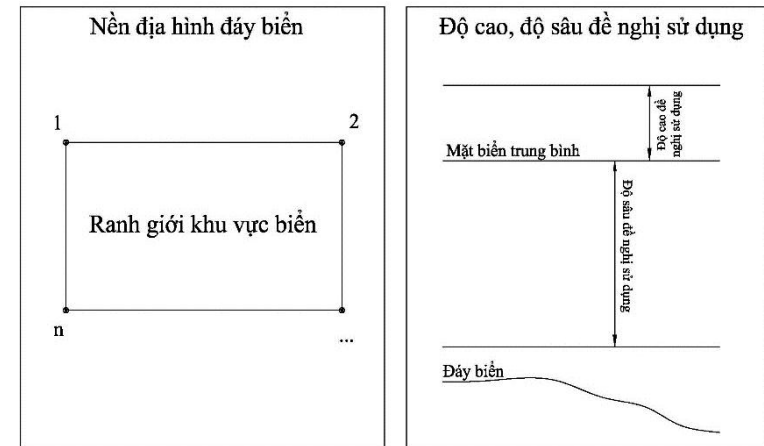 Nền địa hình đáy biển
1
2
Ranh giới khu vực biển
n
...
Độ cao, độ sâu đề nghị sử dụng
Độ cao đề
nghị sử dụng
Mặt biển trung bình
Độ sâu đề nghị sử dụng
Đáy biển